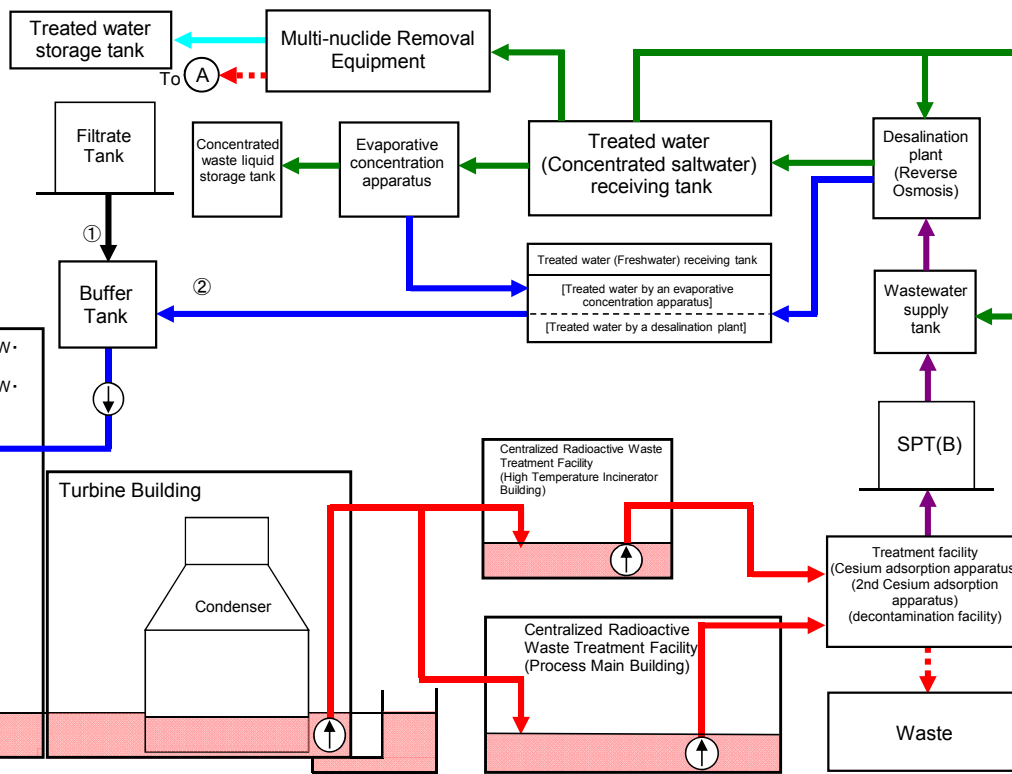 Treated water
storage tank
Multi-nuclide Removal
Equipment
To A
Filtrate
Tank
Concentrated
waste liquid
storage tank
Evaporative
concentration
apparatus
Treated water
(Concentrated saltwater)
receiving tank
Desalination
plant
(Reverse
Osmosis)
①
②
Buffer
Tank
Treated water (Freshwater) receiving tank
[Treated water by an evaporative
concentration apparatus]
[Treated water by a desalination plant]
Wastewater
supply
tank
w・
w・
SPT(B)
Turbine Building
Condenser
Centralized Radioactive Waste
Treatment Facility
(High Temperature Incinerator
Building)
Centralized Radioactive
Waste Treatment Facility
(Process Main Building)
Treatment facility
(Cesium adsorption apparatus
(2nd Cesium adsorption
apparatus)
(decontamination facility)
Waste